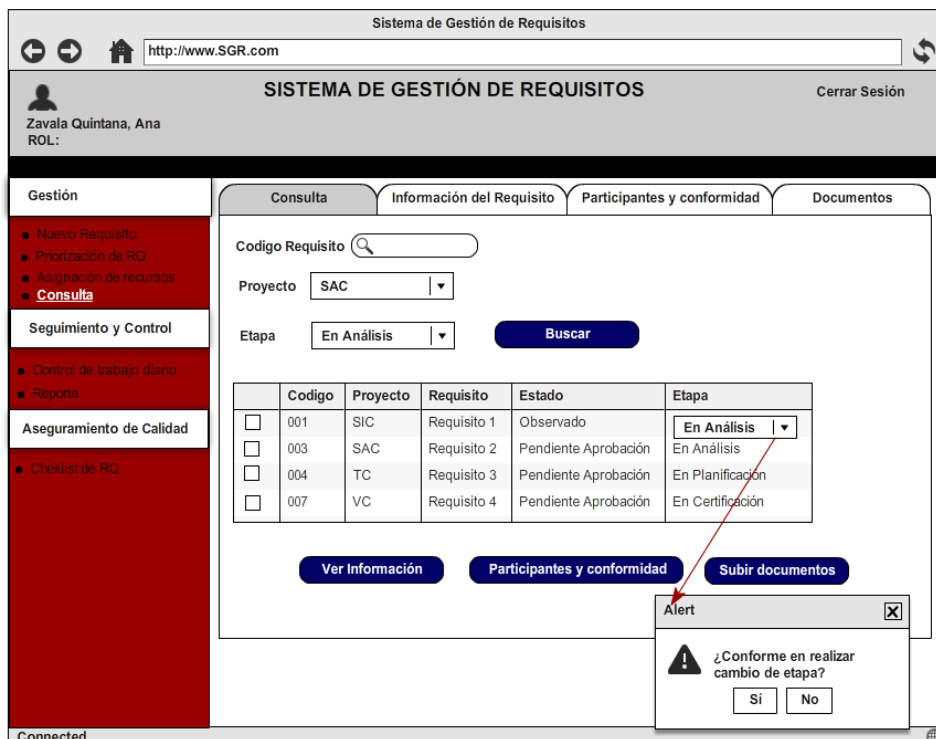 Sistema de Gestión de Requisitos
http://www.SGR.com
SISTEMA DE GESTIÓN DE REQUISITOS
Cerrar Sesión
Zavala Quintana, Ana
ROL:
Gestión
Nuevo Requisito
Priorización de RQ
Asignación de recursos
Consulta
Seguimiento y Control
Control de trabajo diario
Reporte
Aseguramiento de Calidad
Cheklist de RQ
Consulta Información del Requisito Participantes y conformidad Documentos
Codigo Requisito
Proyecto SAC
Etapa En Análisis Buscar
Codigo Proyecto Requisito Estado Etapa
001 SIC Requisito 1 Observado En Análisis
003 SAC Requisito 2 Pendiente Aprobación En Análisis
004 TC Requisito 3 Pendiente Aprobación En Planificación
007 VC Requisito 4 Pendiente Aprobación En Certificación
Ver Información Participantes y conformidad Subir documentos
Alert
¿Conforme en realizar
cambio de etapa?
Sí No
Connected